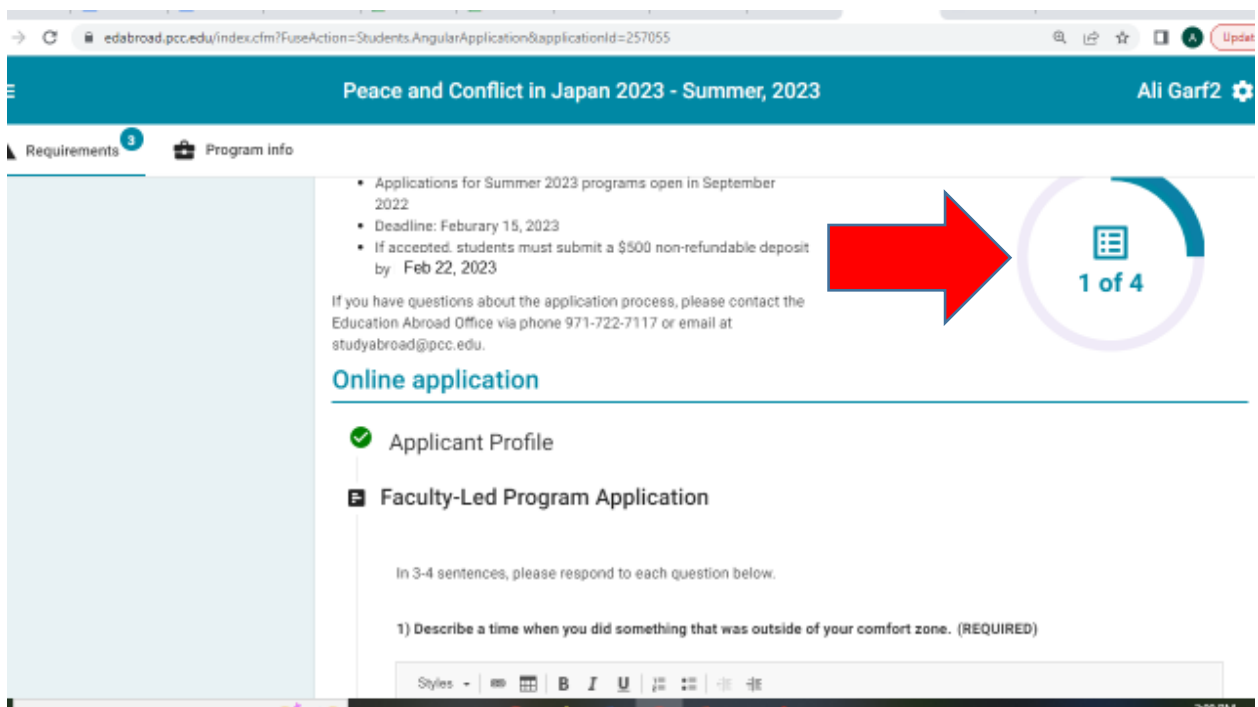 edabroad.pcc.edu/index.cfm?FuseAction=Students.AngularApplication&applicationId=257055
Updat
Peace and Conflict in Japan 2023 - Summer, 2023
Ali Garf2
Requirements 3
Program info
• Applications for Summer 2023 programs open in September
2022
• Deadline: Feburary 15, 2023
• If accepted, students must submit a $500 non-refundable deposit
by Feb 22, 2023
1 of 4
If you have questions about the application process, please contact the
Education Abroad Office via phone 971-722-7117 or email at
studyabroad@pcc.edu.
Online application
Applicant Profile
Faculty-Led Program Application
In 3-4 sentences, please respond to each question below.
1) Describe a time when you did something that was outside of your comfort zone. (REQUIRED)
Styles
B I U